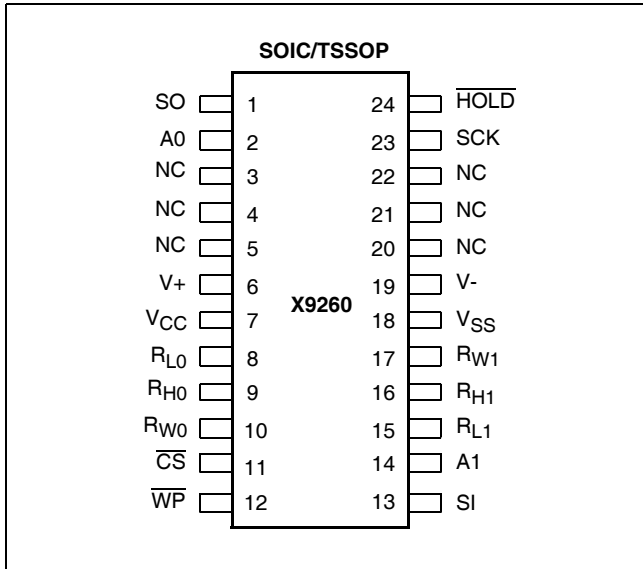 SOIC/TSSOP
SO 1 24 HOLD
A0 2 23 SCK
NC 3 22 NC
NC 4 21 NC
NC 5 20 NC
V+ 6 19 V-
X9260
VCC 7 18 VSS
RL0 8 17 RW1
RH0 9 16 RH1
RW0 10 15 RL1
CS 11 14 A1
WP 12 13 SI